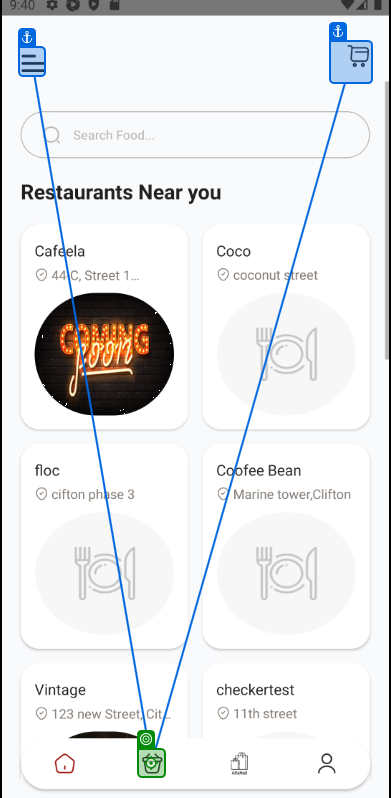 9:40
Search Food...
Restaurants Near you
Cafeela
44-C, Street 1...
COMING
soon
Coco
coconut street
floc
cifton phase 3
Coofee Bean
Marine tower,Clifton
Vintage
123 new Street, Cit...
checkertest
11th street
AlfaMall